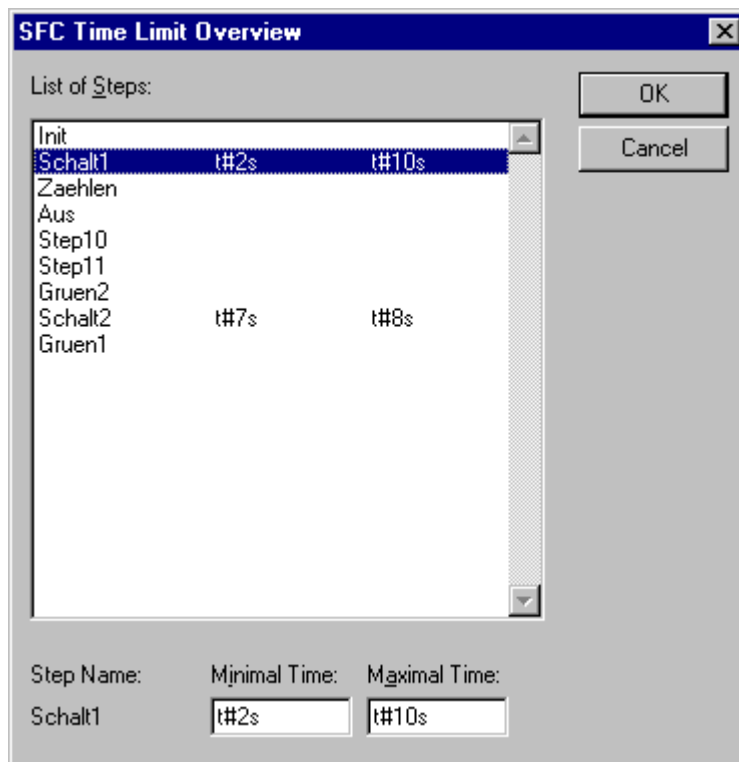 SFC Time Limit Overview
List of Steps:
OK
Cancel
Init
Schalt1 t#2s t#10s
Zaehlen
Aus
Step10
Step11
Gruen2
Schalt2 t#7s t#8s
Gruen1
Step Name: Minimal Time: Maximal Time:
Schalt1 t#2s t#10s